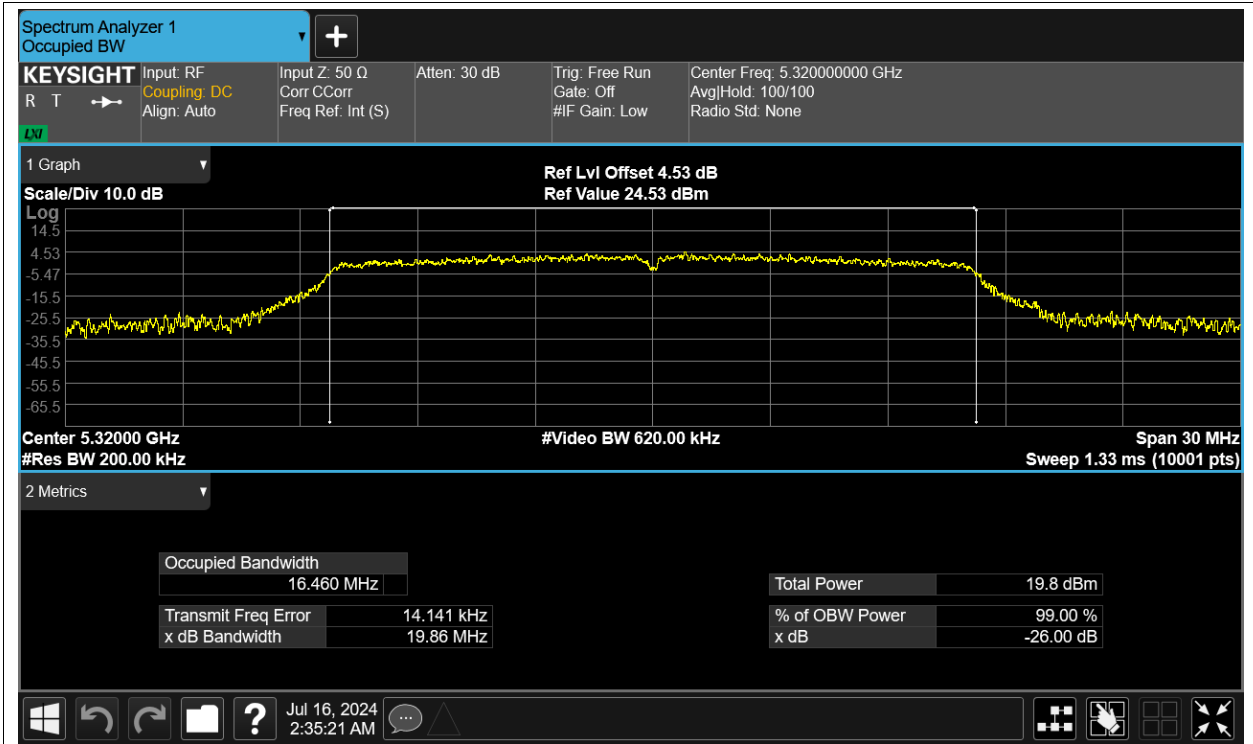 Spectrum Analyzer 1
Occupied BW
KEYSIGHT
R T
LXI
Input: RF
Coupling: DC
Align: Auto
Input Z: 50 Ω
Corr CCorr
Freq Ref: Int (S)
Atten: 30 dB
Trig: Free Run
Gate: Off
#IF Gain: Low
Center Freq: 5.320000000 GHz
Avg|Hold: 100/100
Radio Std: None
1 Graph
Scale/Div 10.0 dB
Ref Lvl Offset 4.53 dB
Ref Value 24.53 dBm
Log
14.5
4.53
-5.47
-15.5
-25.5
-35.5
-45.5
-55.5
-65.5
Center 5.32000 GHz
#Res BW 200.00 kHz
#Video BW 620.00 kHz
Span 30 MHz
Sweep 1.33 ms (10001 pts)
2 Metrics
Occupied Bandwidth
16.460 MHz
Transmit Freq Error 14.141 kHz
x dB Bandwidth 19.86 MHz
Total Power 19.8 dBm
% of OBW Power 99.00 %
x dB -26.00 dB
?
Jul 16, 2024
2:35:21 AM